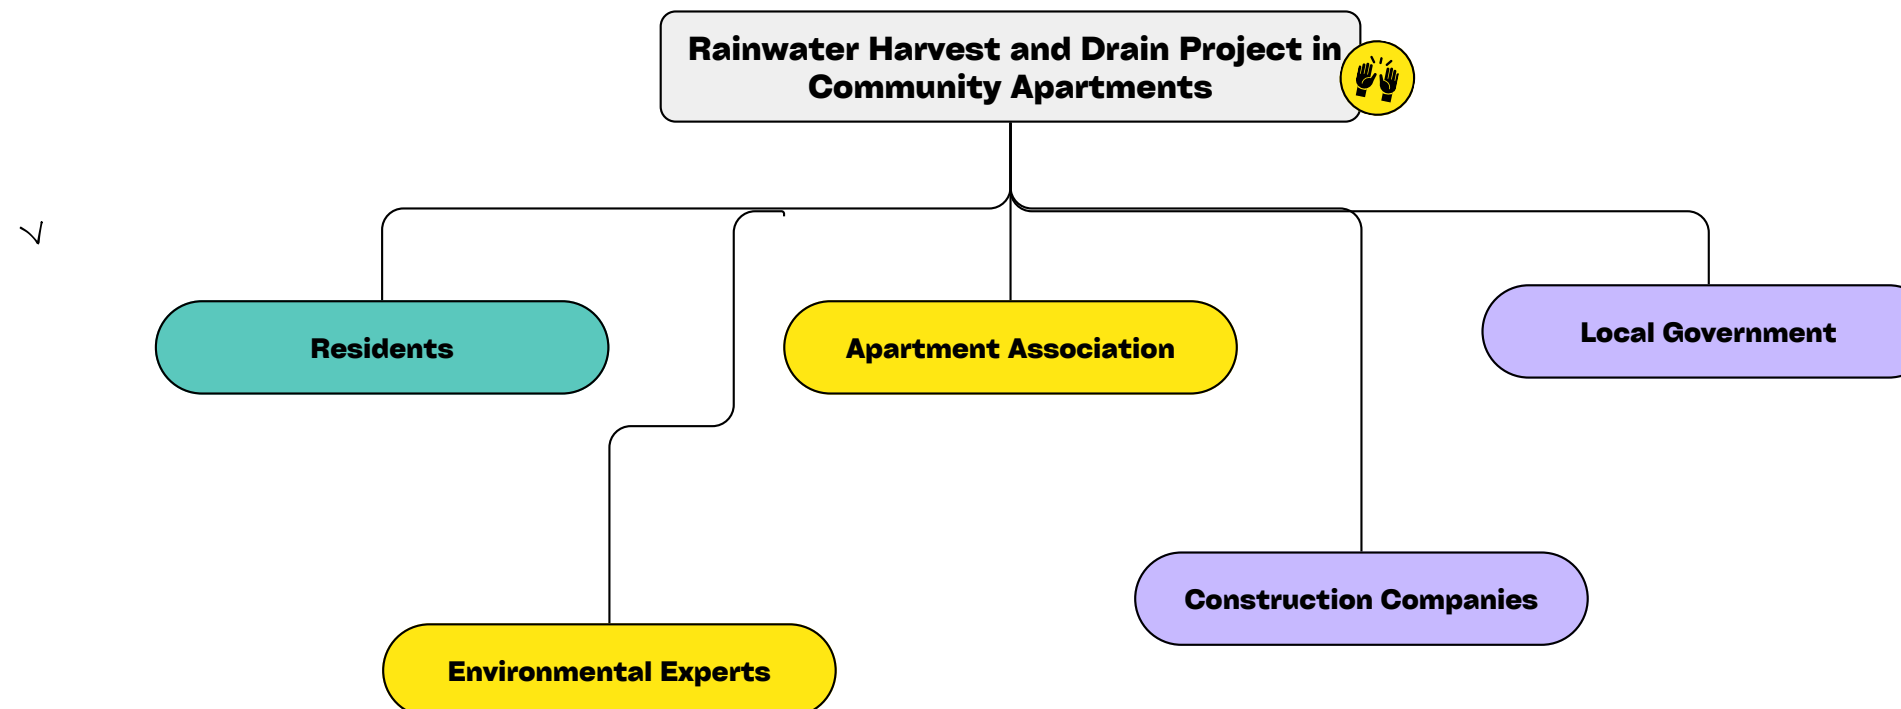 Rainwater Harvest and Drain Project in
Community Apartments
Residents
Apartment Association
Local Government
Construction Companies
Environmental Experts